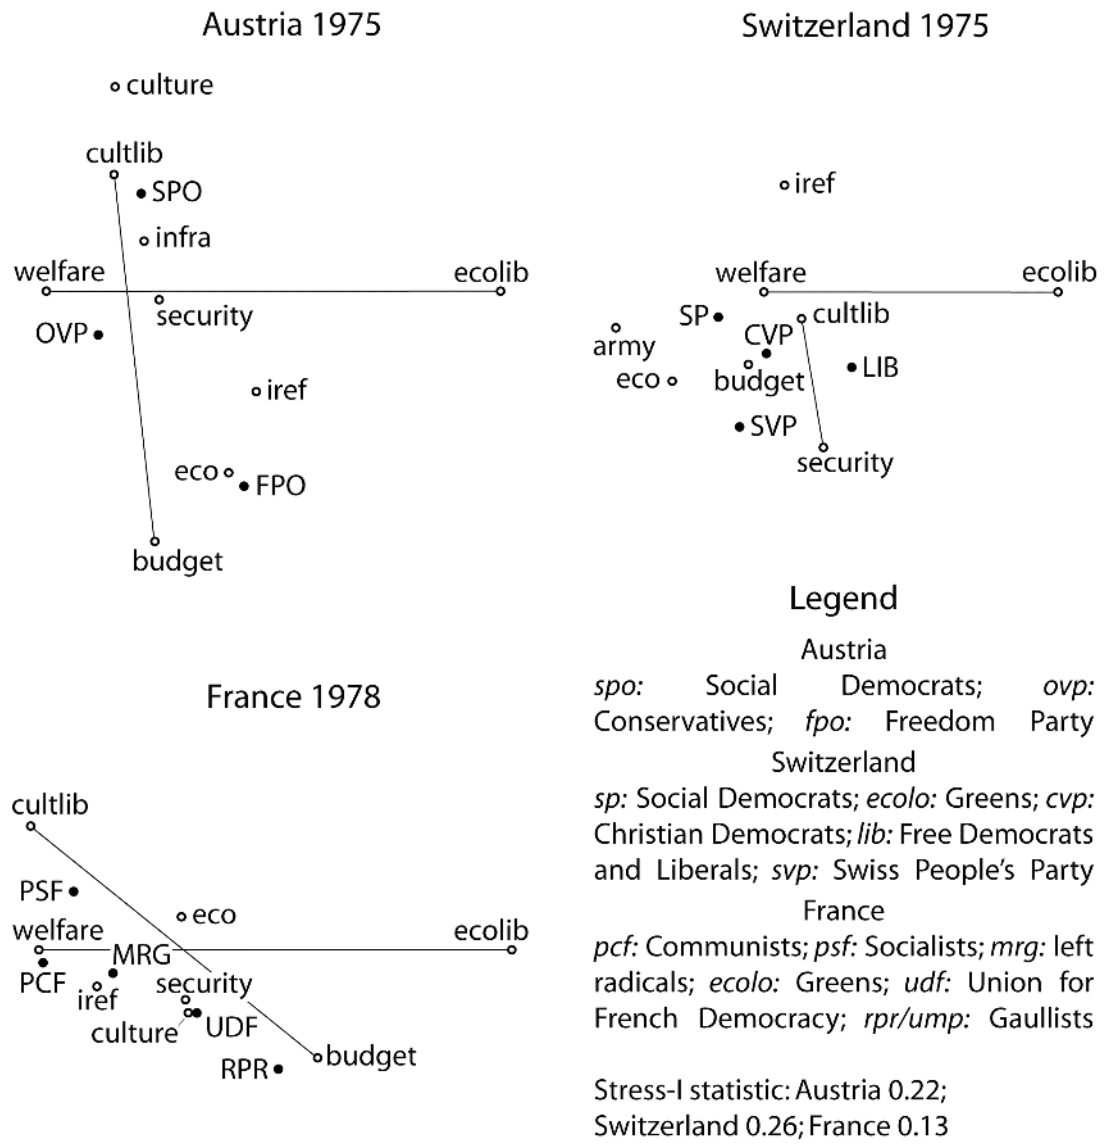 Austria 1975
culture
cultlib
SPO
infra
welfare
ecolib
security
OVP
iref
eco
FPO
budget
Switzerland 1975
iref
welfare
ecolib
SP
cultlib
army
CVP
eco
budget
LIB
SVP
security
France 1978
cultlib
PSF
eco
welfare
ecolib
MRG
PCF
iref
security
culture
UDF
RPR
budget
Legend
Austria
spo: Social Democrats; ovp:
Conservatives; fpo: Freedom Party
Switzerland
sp: Social Democrats; ecolo: Greens; cvp:
Christian Democrats; lib: Free Democrats
and Liberals; svp: Swiss People's Party
France
pcf: Communists; psf: Socialists; mrg: left
radicals; ecolo: Greens; udf: Union for
French Democracy; rpr/ump: Gaullists
Stress-I statistic: Austria 0.22;
Switzerland 0.26; France 0.13